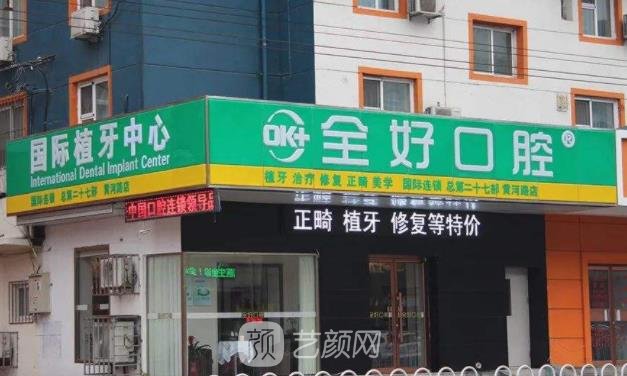 国际植牙中心
International Dental Implant Center
国际连锁 总第二十七部 黄河路店
中国口腔连锁领导品
OK+ 全好口腔®
植牙 治疗 修复 正畸 美学 国际连锁 总第二十七部 黄河路店
正畸 植牙 修复等特价
颜艺颜网